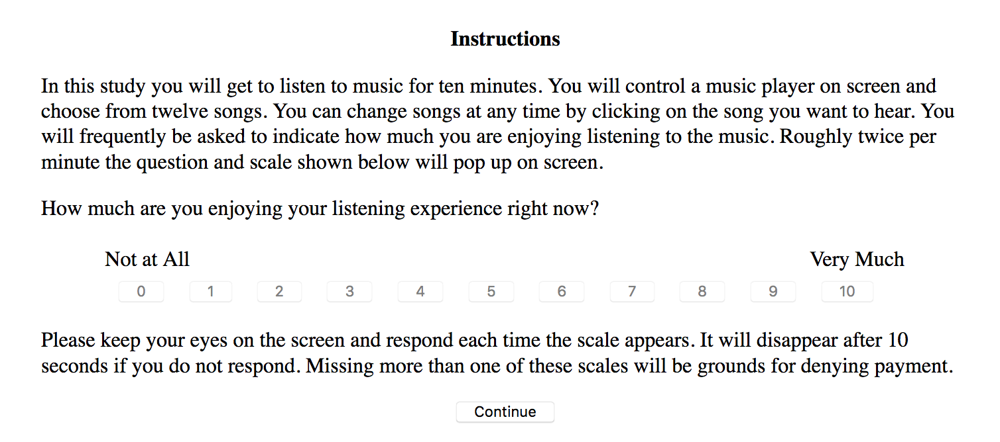 Instructions
In this study you will get to listen to music for ten minutes. You will control a music player on screen and
choose from twelve songs. You can change songs at any time by clicking on the song you want to hear. You
will frequently be asked to indicate how much you are enjoying listening to the music. Roughly twice per
minute the question and scale shown below will pop up on screen.
How much are you enjoying your listening experience right now?
Not at All Very Much
0 1 2 3 4 5 6 7 8 9 10
Please keep your eyes on the screen and respond each time the scale appears. It will disappear after 10
seconds if you do not respond. Missing more than one of these scales will be grounds for denying payment.
Continue